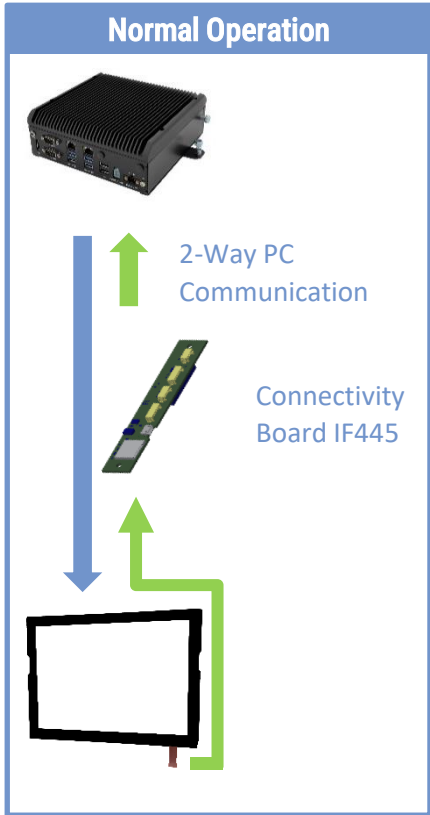 Normal Operation
2-Way PC
Communication
Connectivity
Board IF445